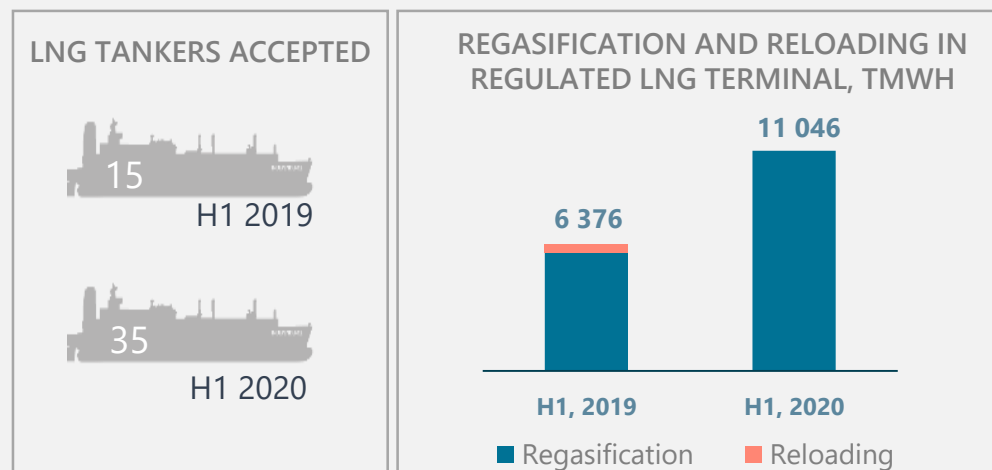 LNG TANKERS ACCEPTED
15
H1 2019
35
H1 2020
REGASIFICATION AND RELOADING IN
REGULATED LNG TERMINAL, TMWH
11 046
6 376
H1, 2019
H1, 2020
Regasification
Reloading